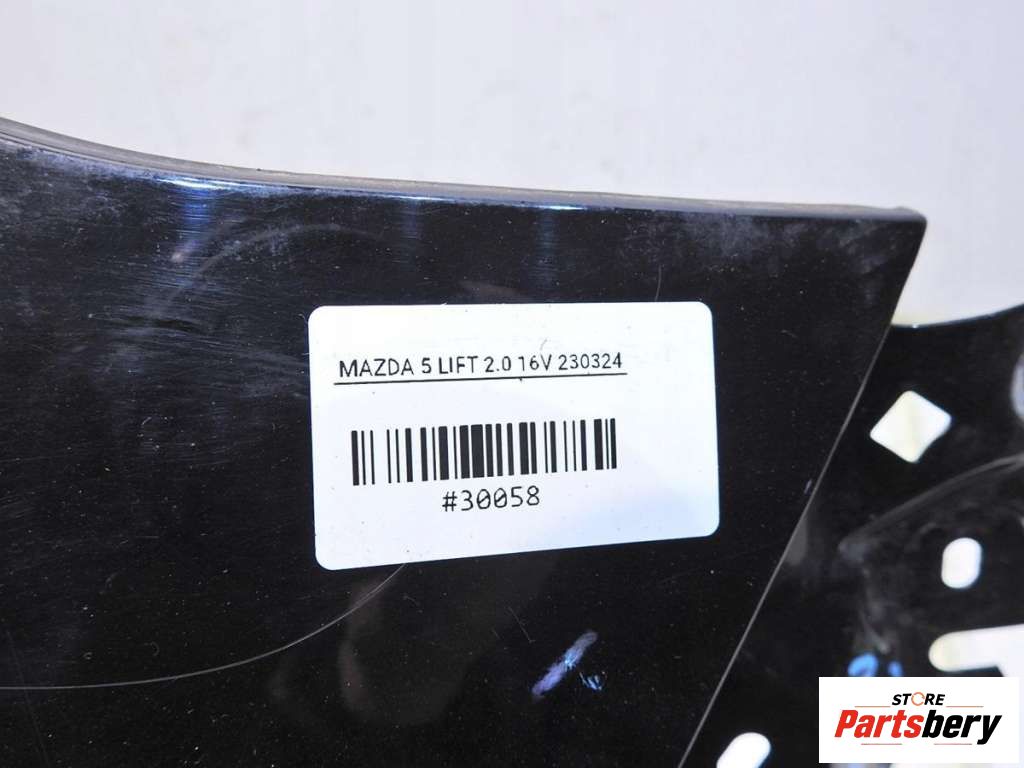 MAZDA 5 LIFT 2.0 16V 230324
#30058
STORE
Partsbery